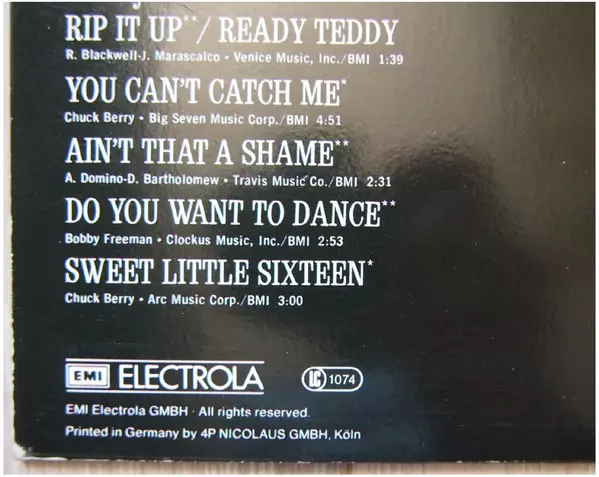 RIP IT UP** / READY TEDDY
R. Blackwell-J. Marascalco • Venice Music, Inc./BMI 1:39
YOU CAN'T CATCH ME*
Chuck Berry • Big Seven Music Corp./BMI 4:51
AIN'T THAT A SHAME**
A. Domino-D. Bartholomew • Travis Music Co./BMI 2:31
DO YOU WANT TO DANCE**
Bobby Freeman • Clockus Music, Inc./BMI 2:53
SWEET LITTLE SIXTEEN*
Chuck Berry • Arc Music Corp./BMI 3:00
EMI ELECTROLA LC 1074
EMI Electrola GMBH · All rights reserved.
Printed in Germany by 4P NICOLAUS GMBH, Köln